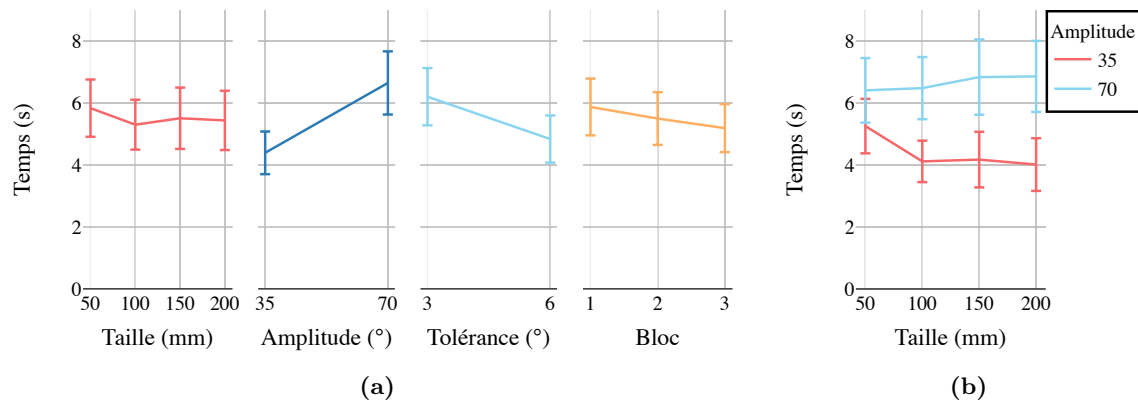 8
6
4
2
0
Temps (s)
50 100 150 200
Taille (mm)
35 70
Amplitude (°)
3 6
Tolérance (°)
1 2 3
Bloc
(a)
8
6
4
2
0
Temps (s)
50 100 150 200
Taille (mm)
Amplitude
35
70
(b)